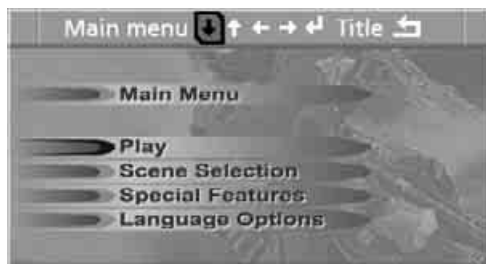 Main menu Title
Main Menu
Play
Scene Selection
Special Features
Language Options